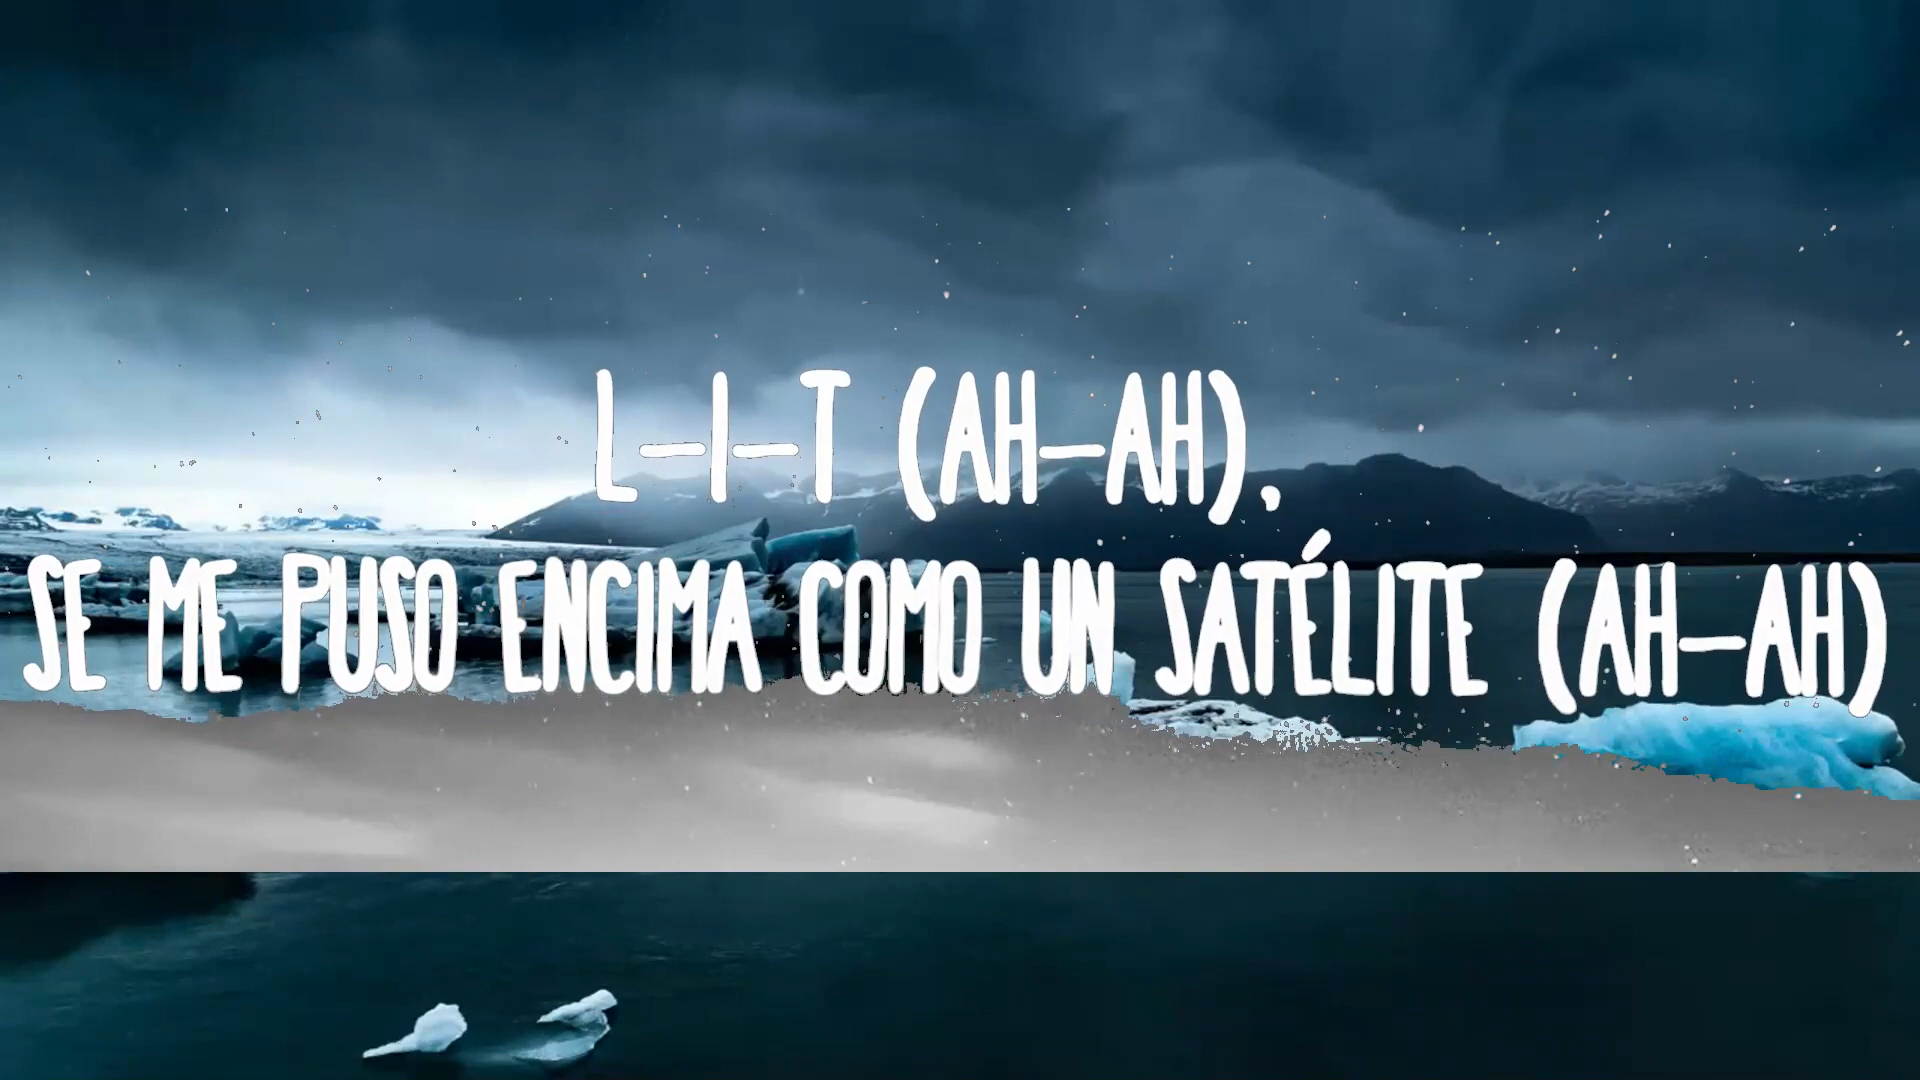 L-I-T (AH-AH),
SE ME PUSO ENCIMA COMO UN SATÉLITE (AH-AH)